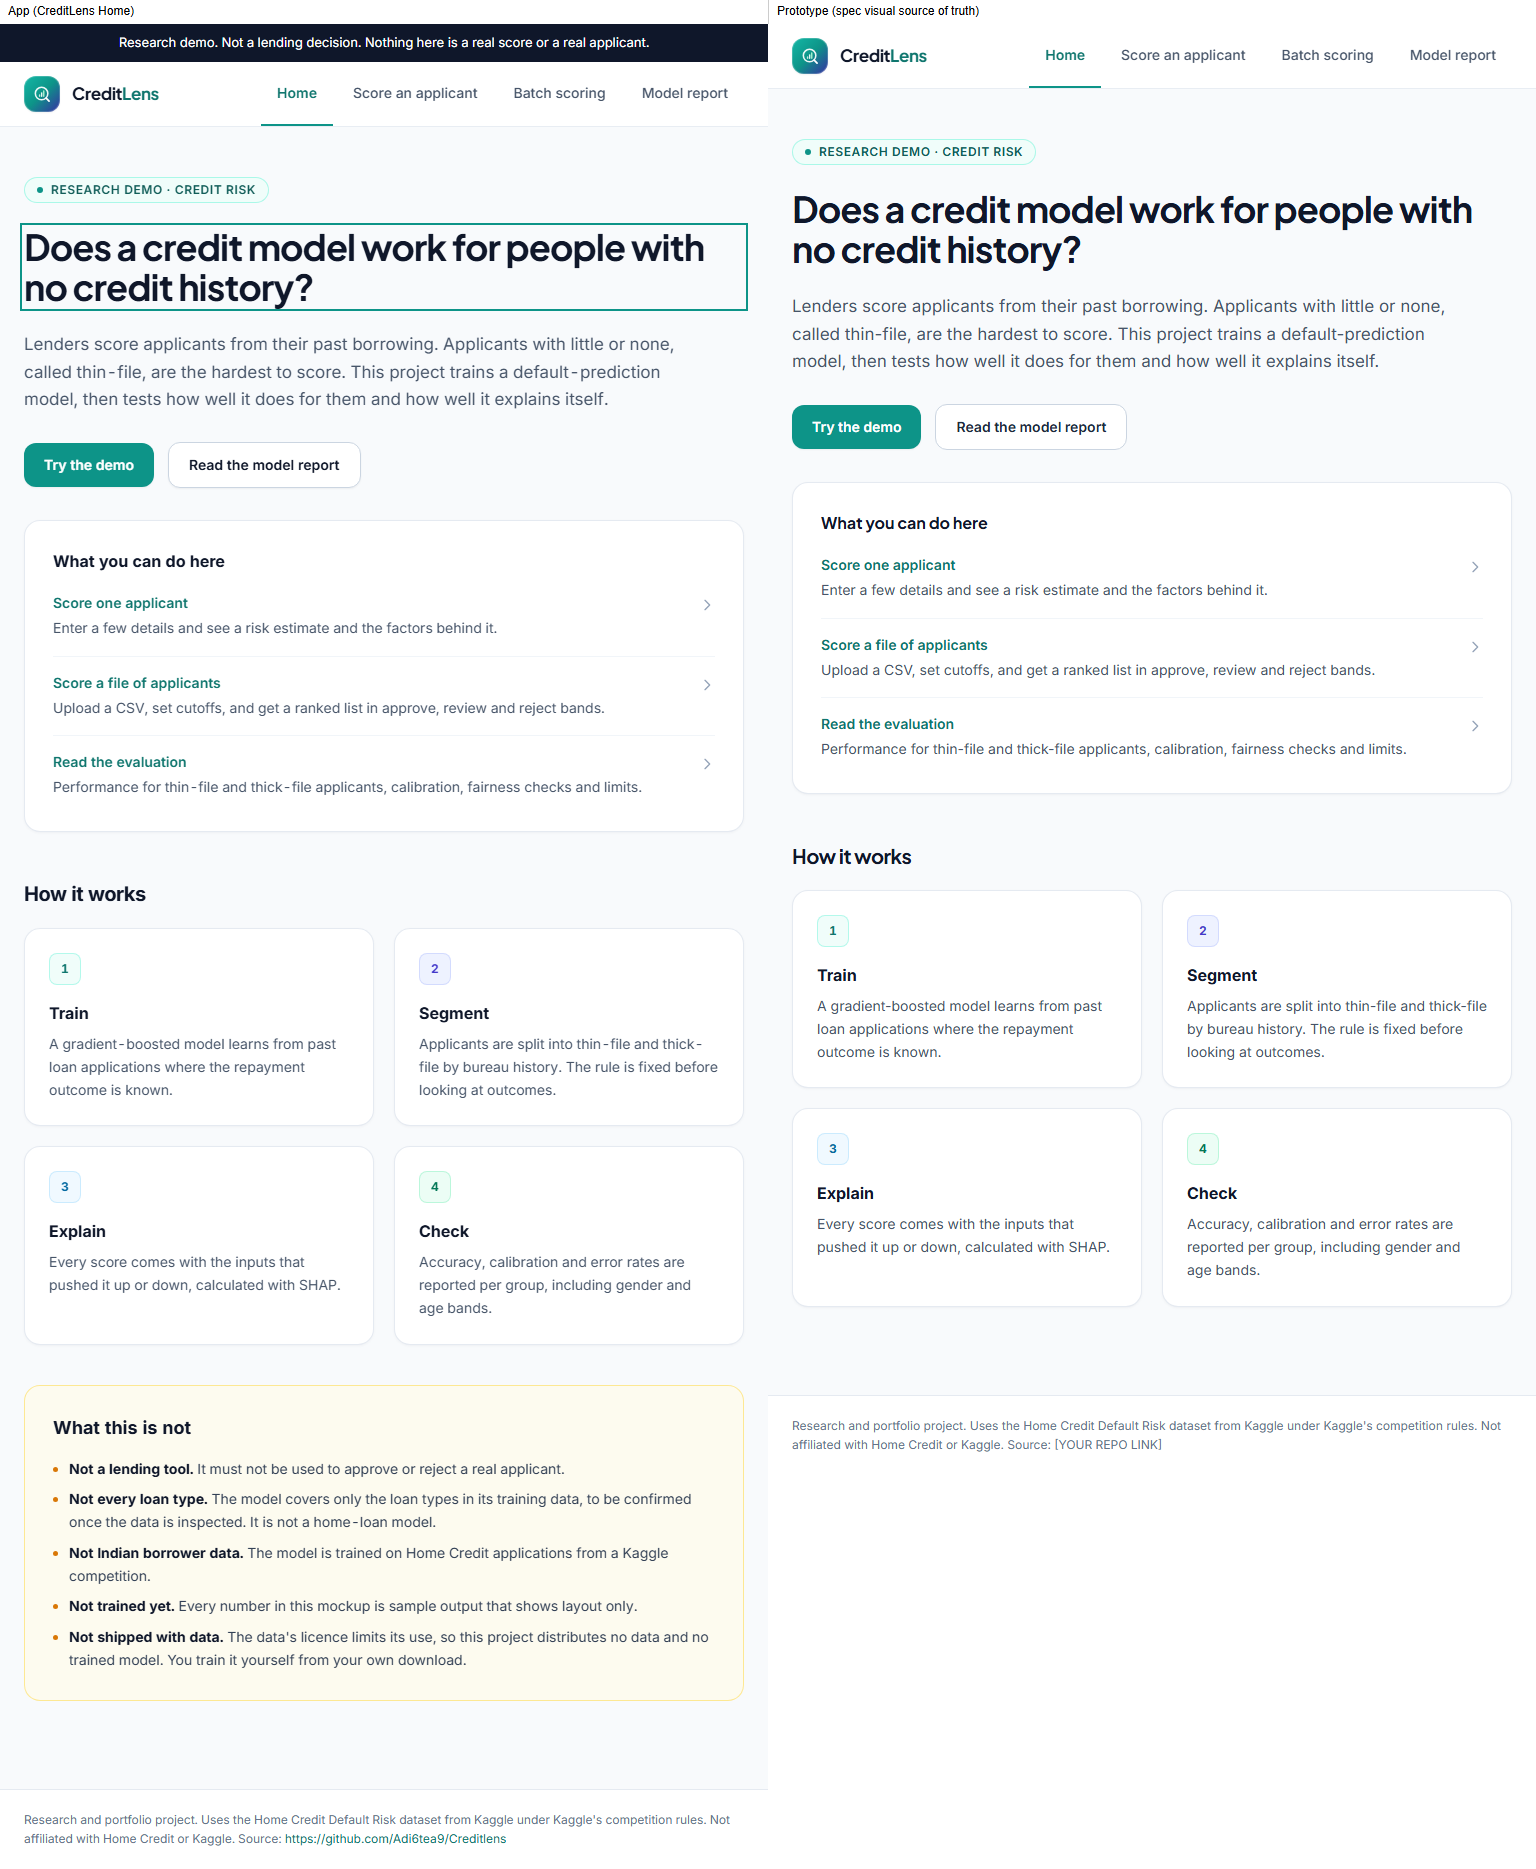 App (CreditLens Home)
Research demo. Not a lending decision. Nothing here is a real score or a real applicant.
CreditLens
Home
Score an applicant
Batch scoring
Model report
RESEARCH DEMO · CREDIT RISK
Does a credit model work for people with
no credit history?
Lenders score applicants from their past borrowing. Applicants with little or none,
called thin-file, are the hardest to score. This project trains a default-prediction
model, then tests how well it does for them and how well it explains itself.
Try the demo
Read the model report
What you can do here
Score one applicant
Enter a few details and see a risk estimate and the factors behind it.
Score a file of applicants
Upload a CSV, set cutoffs, and get a ranked list in approve, review and reject bands.
Read the evaluation
Performance for thin-file and thick-file applicants, calibration, fairness checks and limits.
How it works
1
Train
A gradient-boosted model learns from past
loan applications where the repayment
outcome is known.
2
Segment
Applicants are split into thin-file and thick-
file by bureau history. The rule is fixed before
looking at outcomes.
3
Explain
Every score comes with the inputs that
pushed it up or down, calculated with SHAP.
4
Check
Accuracy, calibration and error rates are
reported per group, including gender and
age bands.
What this is not
Not a lending tool. It must not be used to approve or reject a real applicant.
Not every loan type. The model covers only the loan types in its training data, to be confirmed
once the data is inspected. It is not a home-loan model.
Not Indian borrower data. The model is trained on Home Credit applications from a Kaggle
competition.
Not trained yet. Every number in this mockup is sample output that shows layout only.
Not shipped with data. The data's licence limits its use, so this project distributes no data and no
trained model. You train it yourself from your own download.
Research and portfolio project. Uses the Home Credit Default Risk dataset from Kaggle under Kaggle's competition rules. Not
affiliated with Home Credit or Kaggle. Source: https://github.com/Adi6tea9/Creditlens
Prototype (spec visual source of truth)
CreditLens
Home
Score an applicant
Batch scoring
Model report
RESEARCH DEMO · CREDIT RISK
Does a credit model work for people with
no credit history?
Lenders score applicants from their past borrowing. Applicants with little or none,
called thin-file, are the hardest to score. This project trains a default-prediction
model, then tests how well it does for them and how well it explains itself.
Try the demo
Read the model report
What you can do here
Score one applicant
Enter a few details and see a risk estimate and the factors behind it.
Score a file of applicants
Upload a CSV, set cutoffs, and get a ranked list in approve, review and reject bands.
Read the evaluation
Performance for thin-file and thick-file applicants, calibration, fairness checks and limits.
How it works
1
Train
A gradient-boosted model learns from past
loan applications where the repayment
outcome is known.
2
Segment
Applicants are split into thin-file and thick-file
by bureau history. The rule is fixed before
looking at outcomes.
3
Explain
Every score comes with the inputs that
pushed it up or down, calculated with SHAP.
4
Check
Accuracy, calibration and error rates are
reported per group, including gender and
age bands.
Research and portfolio project. Uses the Home Credit Default Risk dataset from Kaggle under Kaggle's competition rules. Not
affiliated with Home Credit or Kaggle. Source: [YOUR REPO LINK]